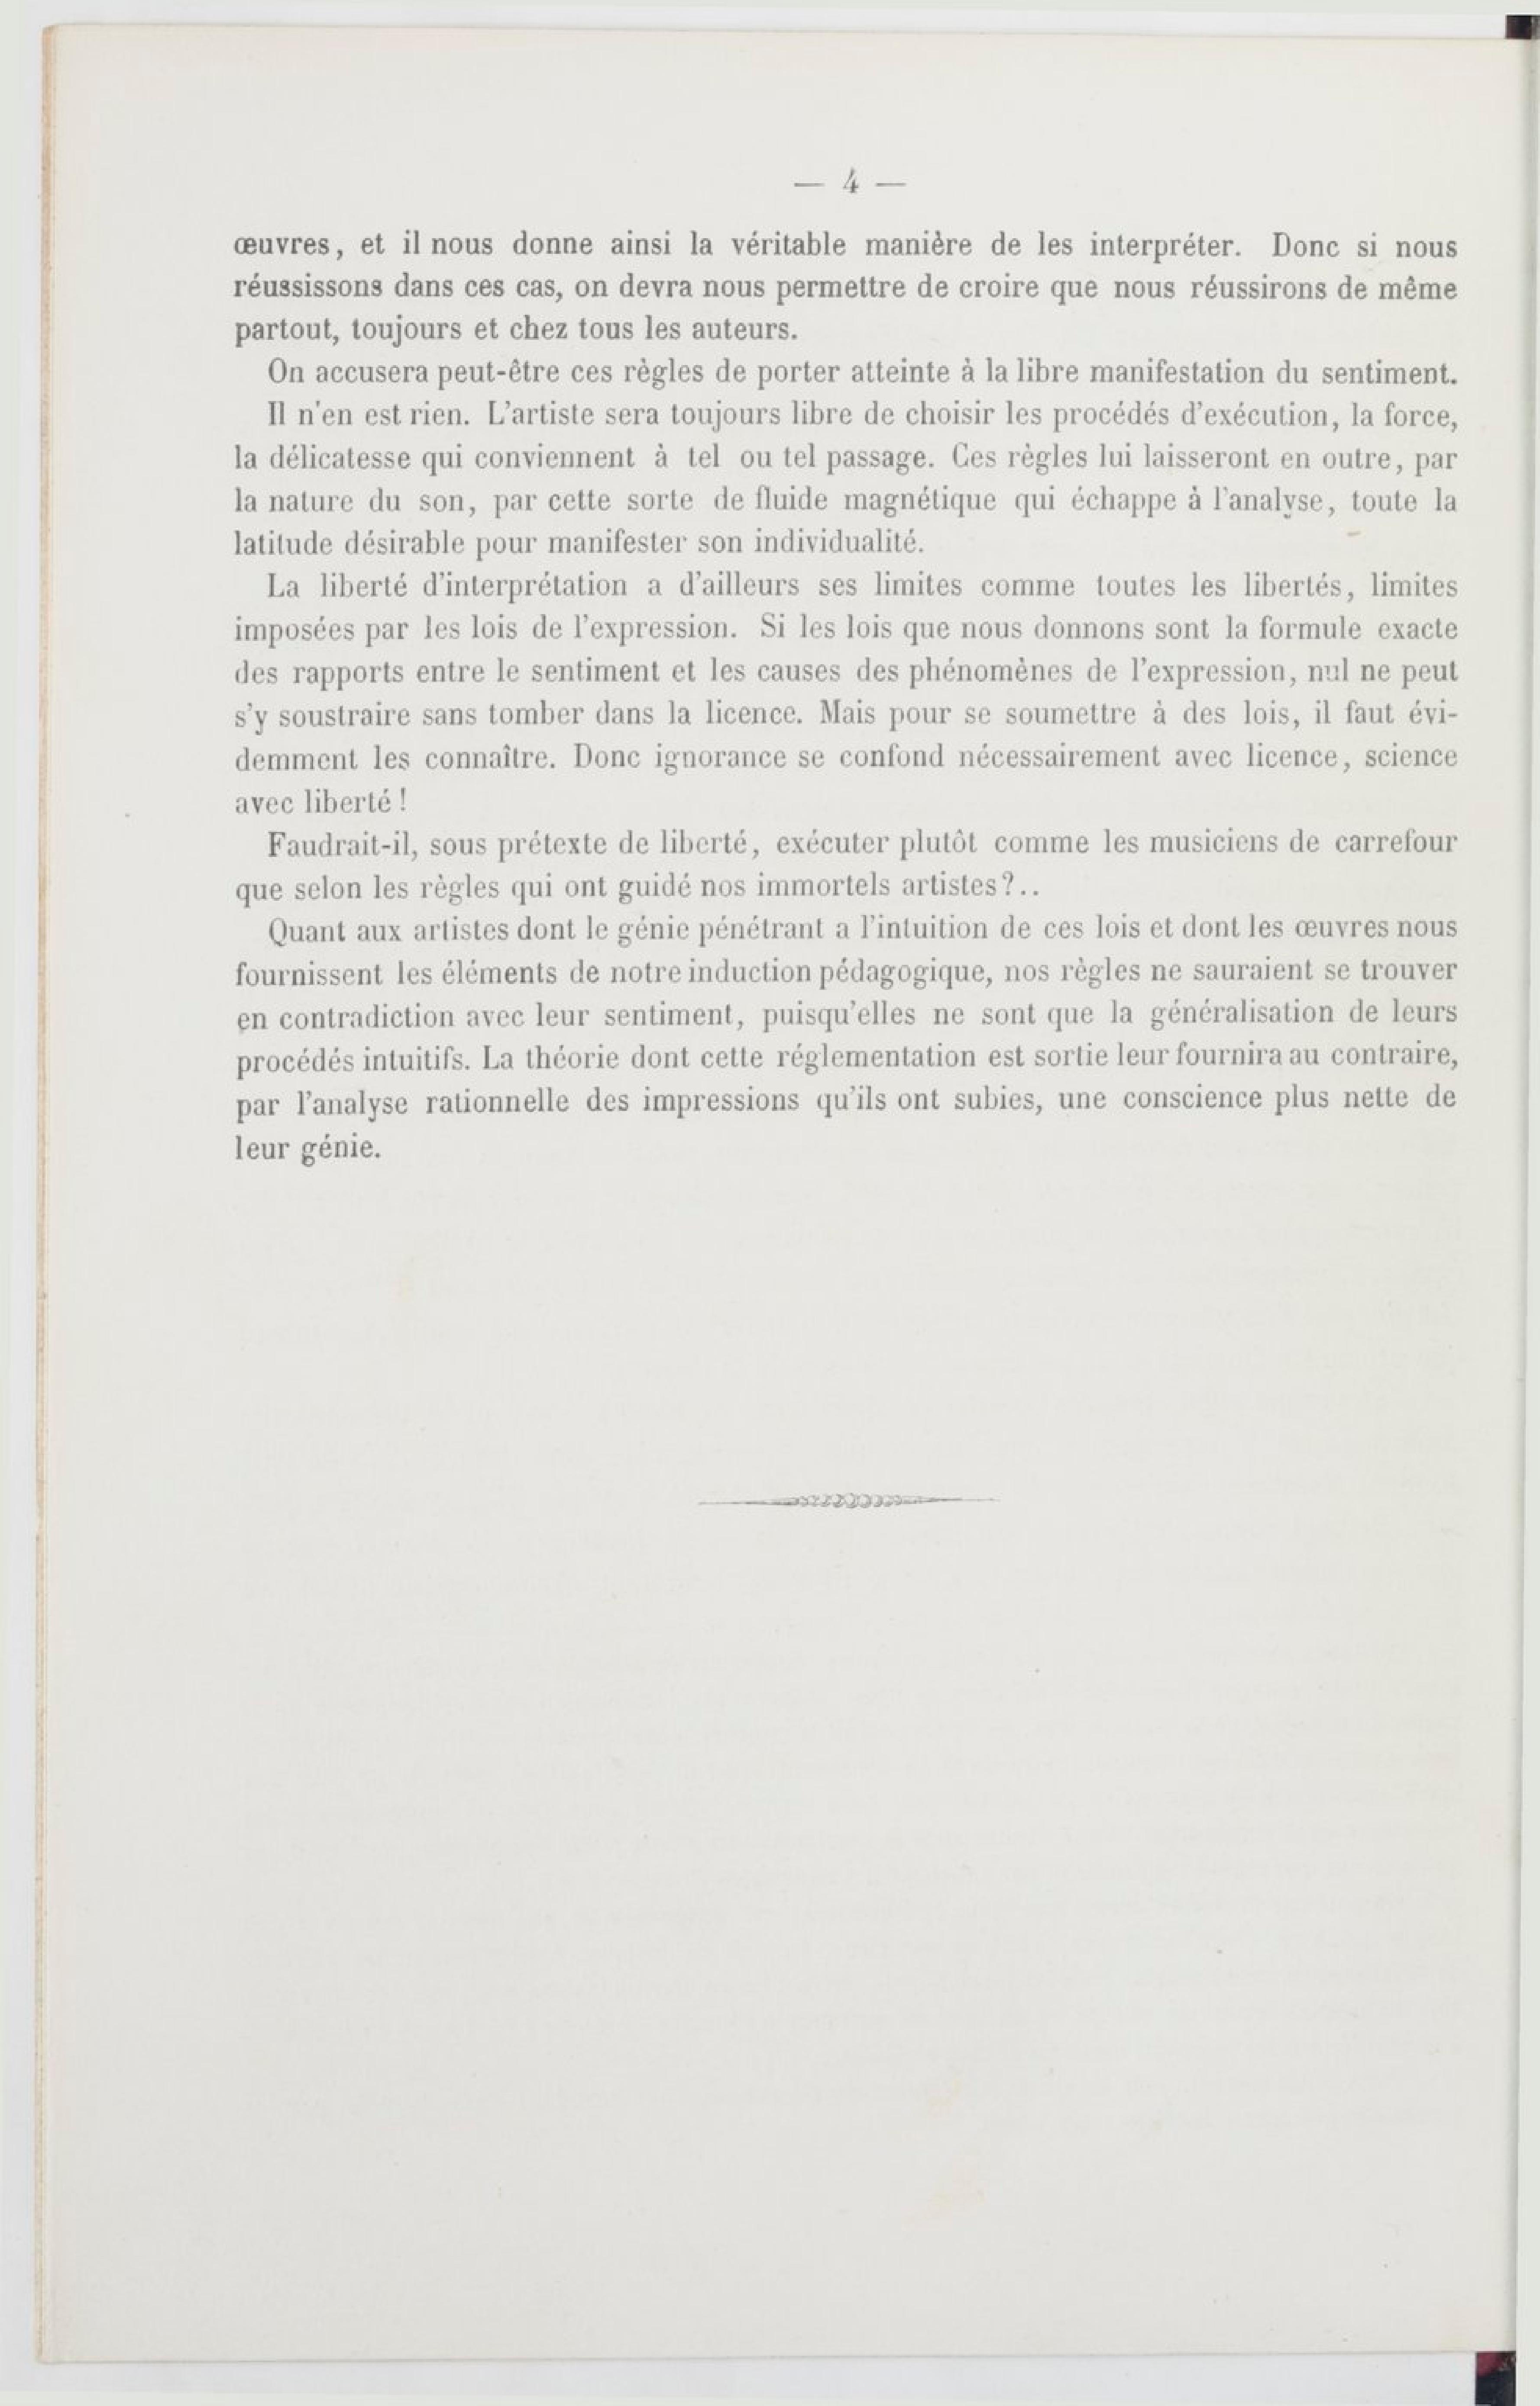 — 4 —
œuvres, et il nous donne ainsi la véritable manière de les interpréter. Donc si nous
réussissons dans ces cas, on devra nous permettre de croire que nous réussirons de même
partout, toujours et chez tous les auteurs.
On accusera peut-être ces règles de porter atteinte à la libre manifestation du sentiment.
Il n'en est rien. L'artiste sera toujours libre de choisir les procédés d'exécution, la force,
la délicatesse qui conviennent à tel ou tel passage. Ces règles lui laisseront en outre, par
la nature du son, par cette sorte de fluide magnétique qui échappe à l'analyse, toute la
latitude désirable pour manifester son individualité.
La liberté d'interprétation a d'ailleurs ses limites comme toutes les libertés, limites
imposées par les lois de l'expression. Si les lois que nous donnons sont la formule exacte
des rapports entre le sentiment et les causes des phénomènes de l'expression, nul ne peut
s'y soustraire sans tomber dans la licence. Mais pour se soumettre à des lois, il faut évi-
demment les connaître. Donc ignorance se confond nécessairement avec licence, science
avec liberté !
Faudrait-il, sous prétexte de liberté, exécuter plutôt comme les musiciens de carrefour
que selon les règles qui ont guidé nos immortels artistes?..
Quant aux artistes dont le génie pénétrant a l'intuition de ces lois et dont les œuvres nous
fournissent les éléments de notre induction pédagogique, nos règles ne sauraient se trouver
en contradiction avec leur sentiment, puisqu'elles ne sont que la généralisation de leurs
procédés intuitifs. La théorie dont cette réglementation est sortie leur fournira au contraire,
par l'analyse rationnelle des impressions qu'ils ont subies, une conscience plus nette de
leur génie.